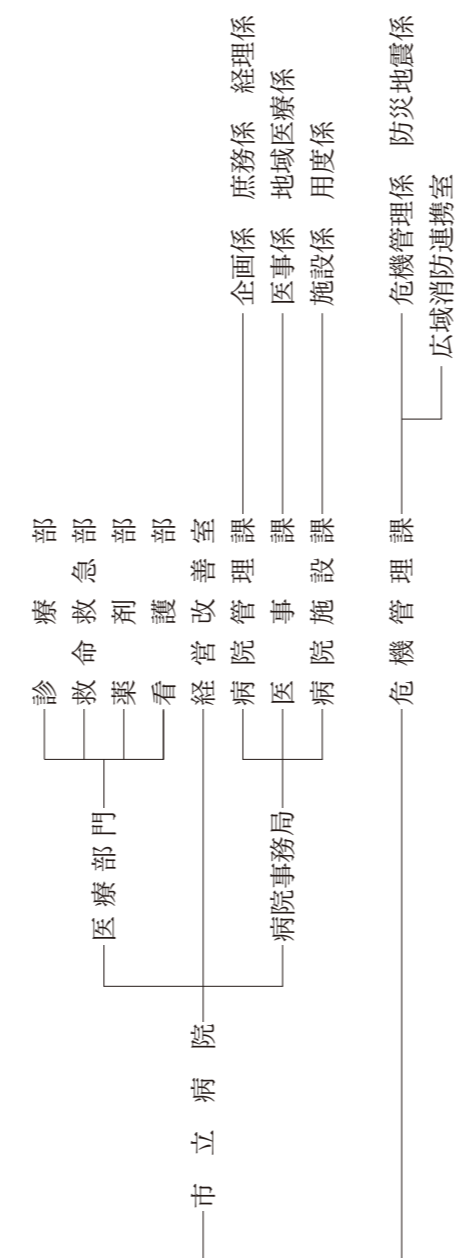 市立病院
医療部門
診療部
救命救急部
薬剤部
看護部
経営改善室
病院事務局
病院管理課
企画係 庶務係 経理係
医事課
医事係 地域医療係
病院施設課
施設係 用度係
危機管理課
危機管理係 防災地震係
広域消防連携室